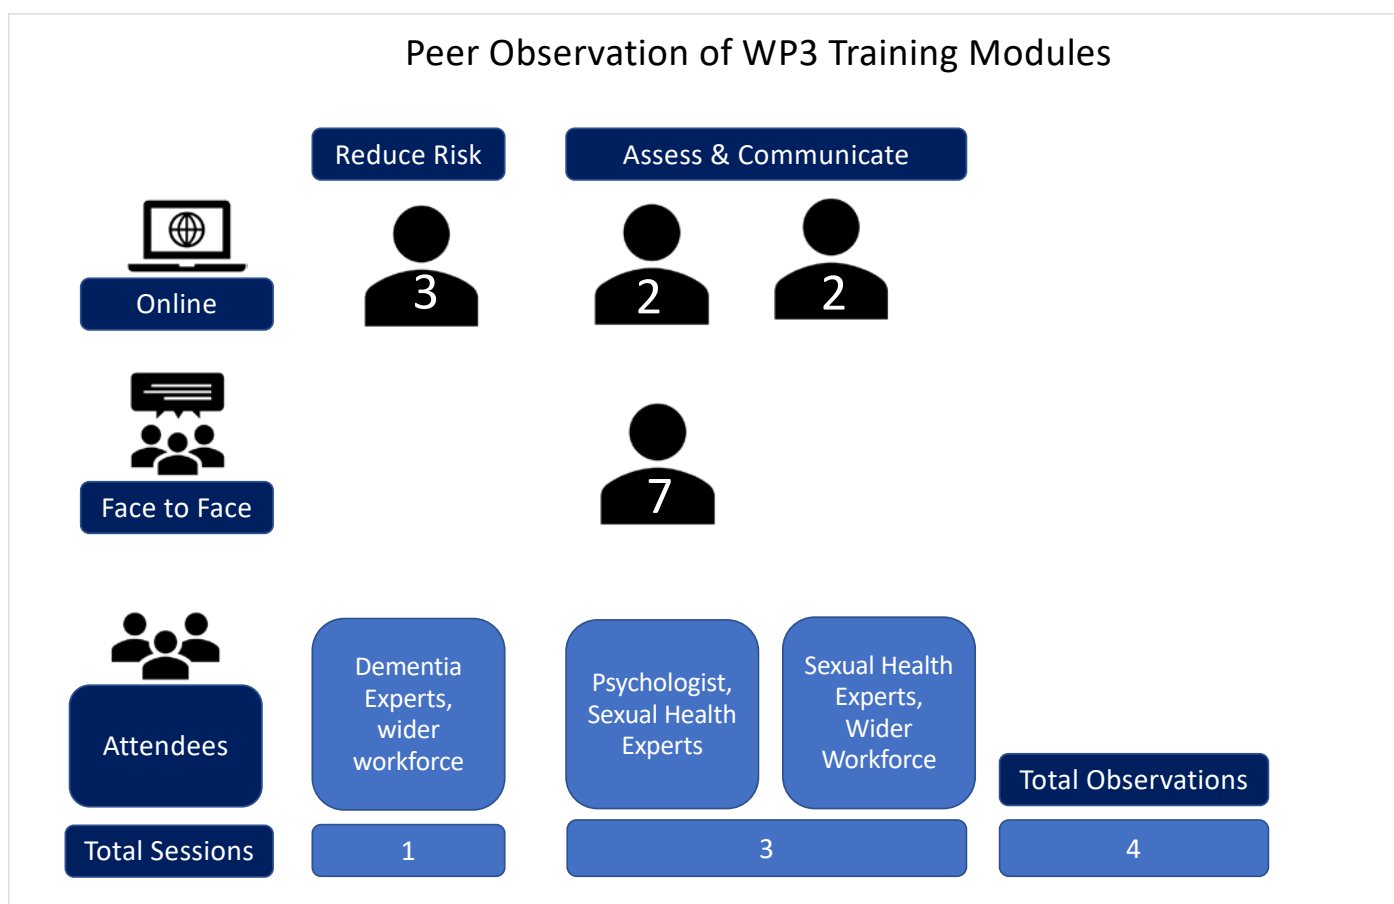 Peer Observation of WP3 Training Modules
Reduce Risk
Assess & Communicate
Online
3
2
2
Face to Face
7
Attendees
Dementia
Experts,
wider
workforce
Psychologist,
Sexual Health
Experts
Sexual Health
Experts,
Wider
Workforce
Total Observations
Total Sessions
1
3
4